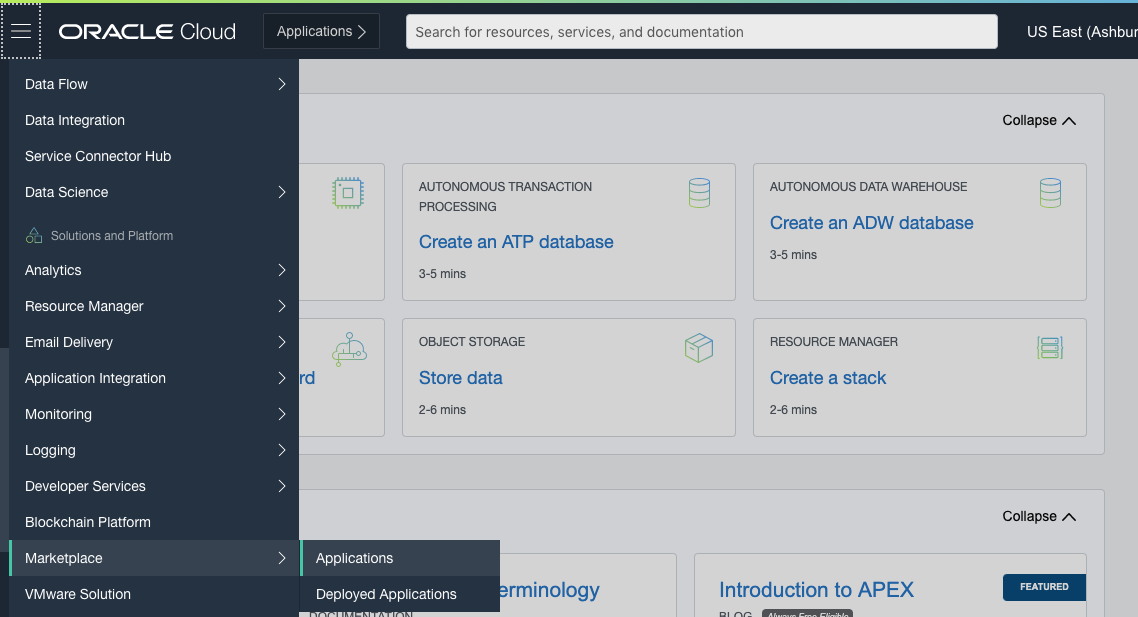 ORACLE Cloud
Applications
Search for resources, services, and documentation
US East (Ashbur
Data Flow
Data Integration
Service Connector Hub
Data Science
Solutions and Platform
Analytics
Resource Manager
Email Delivery
Application Integration
Monitoring
Logging
Developer Services
Blockchain Platform
Marketplace
VMware Solution
Applications
Deployed Applications
Collapse
AUTONOMOUS TRANSACTION
PROCESSING
Create an ATP database
3-5 mins
AUTONOMOUS DATA WAREHOUSE
Create an ADW database
3-5 mins
rd
OBJECT STORAGE
Store data
2-6 mins
RESOURCE MANAGER
Create a stack
2-6 mins
Collapse
erminology
DOCUMENTATION
Introduction to APEX
FEATURED
BLOG
Always Free Eligible